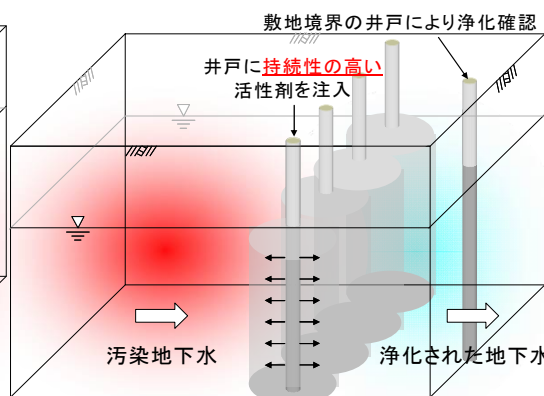 敷地境界の井戸により浄化確認
井戸に持続性の高い
活性剤を注入
汚染地下水
浄化された地下水